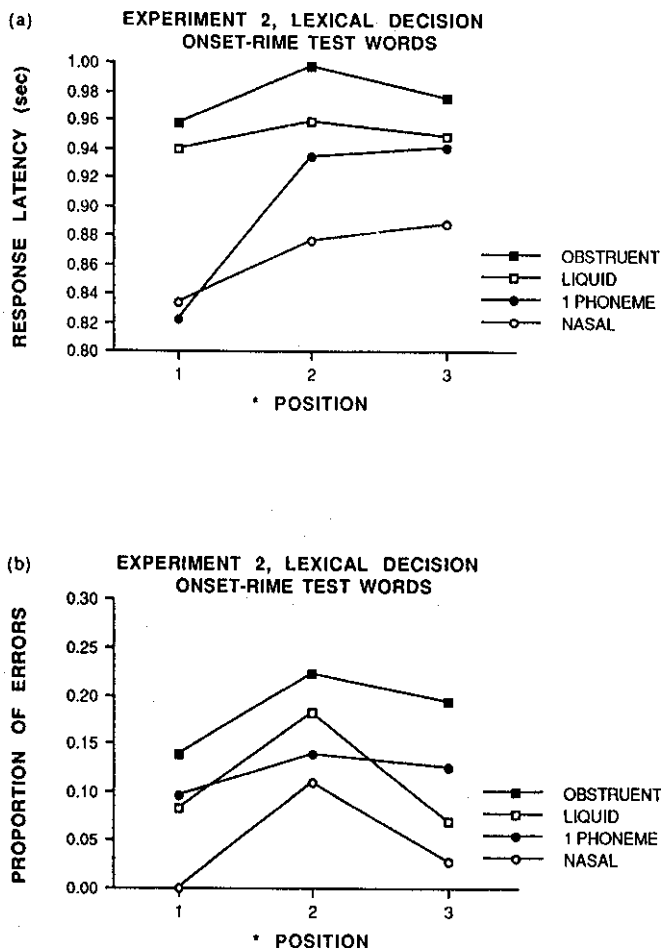 (a) EXPERIMENT 2, LEXICAL DECISION
ONSET-RIME TEST WORDS
RESPONSE LATENCY (sec)
1.00
0.98
0.96
0.94
0.92
0.90
0.88
0.86
0.84
0.82
0.80
1 2 3
* POSITION
OBSTRUENT
LIQUID
1 PHONEME
NASAL
(b) EXPERIMENT 2, LEXICAL DECISION
ONSET-RIME TEST WORDS
PROPORTION OF ERRORS
0.30
0.25
0.20
0.15
0.10
0.05
0.00
1 2 3
* POSITION
OBSTRUENT
LIQUID
1 PHONEME
NASAL